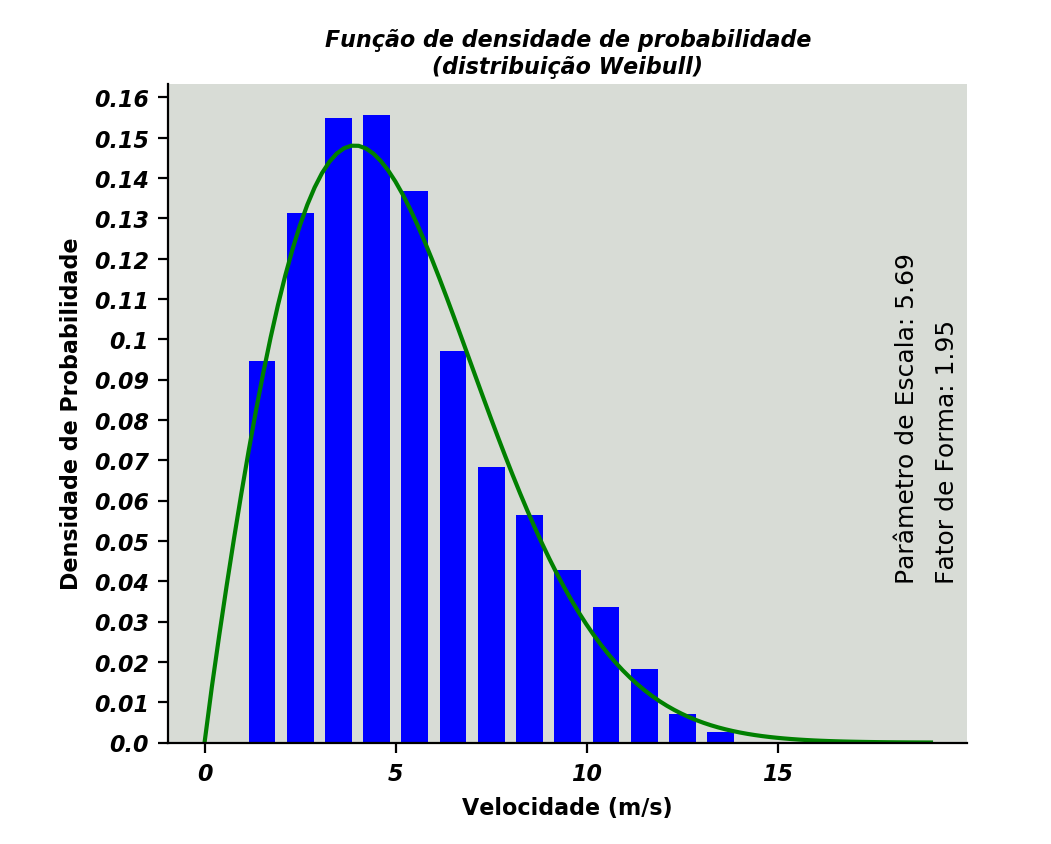 Função de densidade de probabilidade
(distribuição Weibull)
0.16
0.15
0.14
0.13
0.12
0.11
0.1
0.09
0.08
0.07
0.06
0.05
0.04
0.03
0.02
0.01
0.0
Densidade de Probabilidade
Parâmetro de Escala: 5.69
Fator de Forma: 1.95
0 5 10 15
Velocidade (m/s)